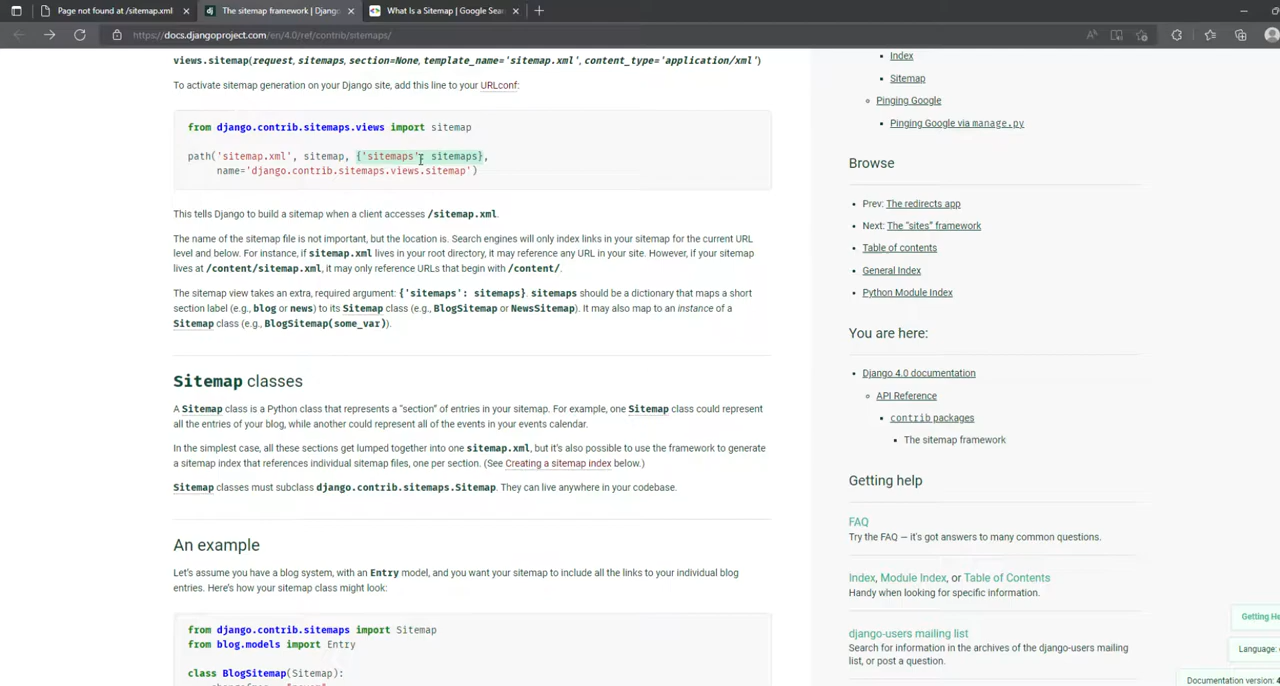 Page not found at /sitemap.xml
The sitemap framework | Django
What Is a Sitemap | Google Sear
https://docs.djangoproject.com/en/4.0/ref/contrib/sitemaps/
views.sitemap(request, sitemaps, section=None, template_name='sitemap.xml', content_type='application/xml')
To activate sitemap generation on your Django site, add this line to your URLconf:
from django.contrib.sitemaps.views import sitemap
path('sitemap.xml', sitemap, {'sitemaps': sitemaps},
name='django.contrib.sitemaps.views.sitemap')
This tells Django to build a sitemap when a client accesses /sitemap.xml.
The name of the sitemap file is not important, but the location is. Search engines will only index links in your sitemap for the current URL
level and below. For instance, if sitemap.xml lives in your root directory, it may reference any URL in your site. However, if your sitemap
lives at /content/sitemap.xml, it may only reference URLs that begin with /content/.
The sitemap view takes an extra, required argument: {'sitemaps': sitemaps}. sitemaps should be a dictionary that maps a short
section label (e.g., blog or news) to its Sitemap class (e.g., BlogSitemap or NewsSitemap). It may also map to an instance of a
Sitemap class (e.g., BlogSitemap(some_var)).
Sitemap classes
A Sitemap class is a Python class that represents a “section” of entries in your sitemap. For example, one Sitemap class could represent
all the entries of your blog, while another could represent all of the events in your events calendar.
In the simplest case, all these sections get lumped together into one sitemap.xml, but it's also possible to use the framework to generate
a sitemap index that references individual sitemap files, one per section. (See Creating a sitemap index below.)
Sitemap classes must subclass django.contrib.sitemaps.Sitemap. They can live anywhere in your codebase.
An example
Let's assume you have a blog system, with an Entry model, and you want your sitemap to include all the links to your individual blog
entries. Here's how your sitemap class might look:
from django.contrib.sitemaps import Sitemap
from blog.models import Entry
class BlogSitemap(Sitemap):
Index
Sitemap
Pinging Google
Pinging Google via manage.py
Browse
Prev: The redirects app
Next: The “sites” framework
Table of contents
General Index
Python Module Index
You are here:
Django 4.0 documentation
API Reference
contrib packages
The sitemap framework
Getting help
FAQ
Try the FAQ — it's got answers to many common questions.
Index, Module Index, or Table of Contents
Handy when looking for specific information.
django-users mailing list
Search for information in the archives of the django-users mailing
list, or post a question.
Getting He
Language:
Documentation version: 4